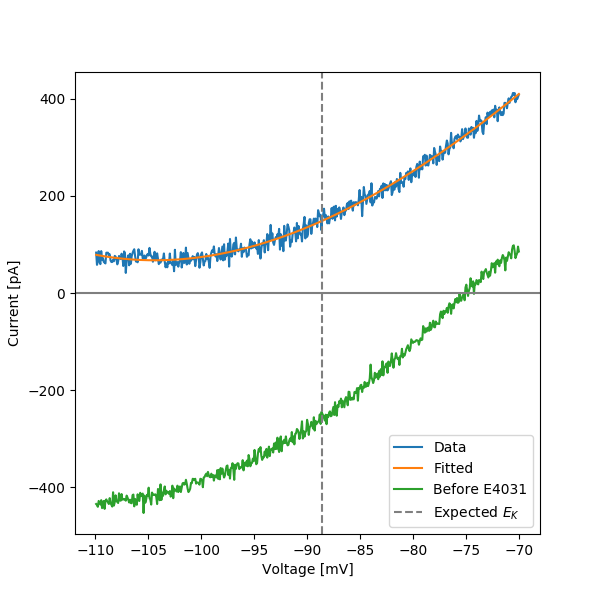 400
200
0
−200
−400
Current [pA]
−110 −105 −100 −95 −90 −85 −80 −75 −70
Voltage [mV]
Data
Fitted
Before E4031
Expected E_K